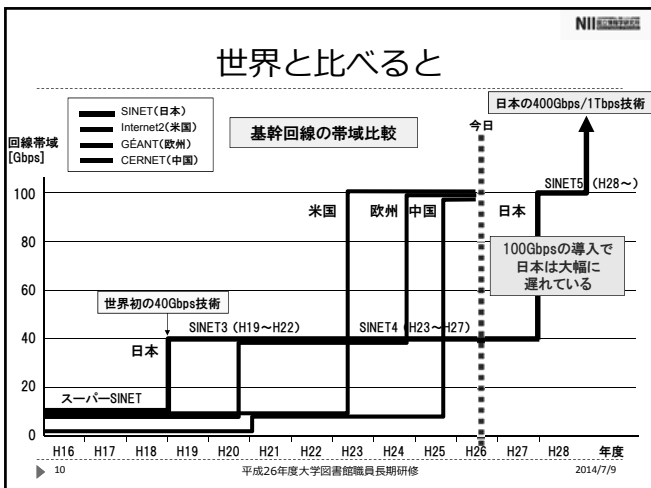 NII 国立情報学研究所
世界と比べると
SINET(日本)
Internet2(米国)
GÉANT(欧州)
CERNET(中国)
基幹回線の帯域比較
今日
日本の400Gbps/1Tbps技術
回線帯域
[Gbps]
SINET5 (H28～)
100
米国 欧州 中国 日本
80
100Gbpsの導入で
日本は大幅に
遅れている
60
世界初の40Gbps技術
SINET3 (H19～H22) SINET4 (H23～H27)
40
日本
20
スーパーSINET
0
H16 H17 H18 H19 H20 H21 H22 H23 H24 H25 H26 H27 H28 年度
10 平成26年度大学図書館職員長期研修 2014/7/9